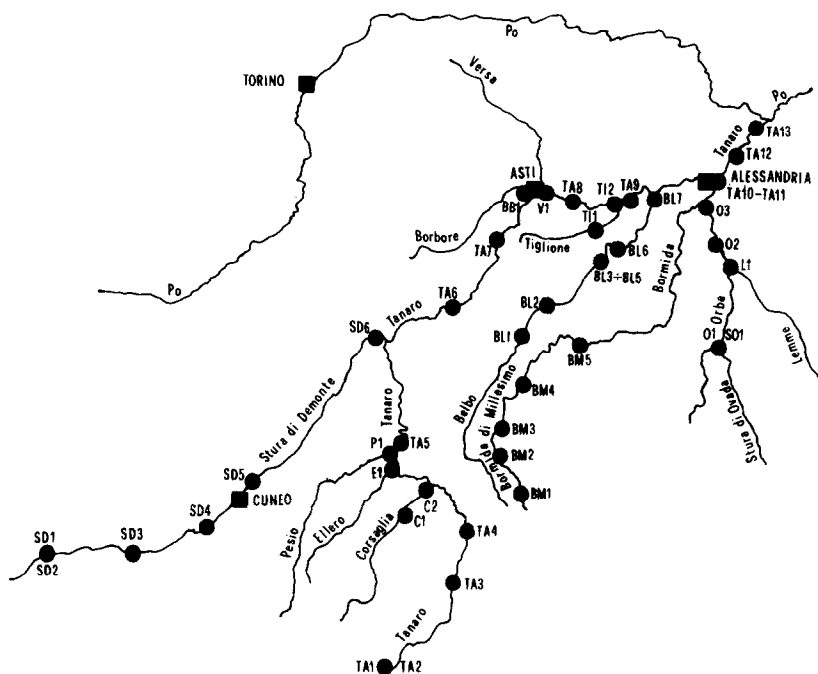 Po
Versa
TORINO
Po
TA13
Tanaro
TA12
ASTI
ALESSANDRIA
TA10-TA11
TA8
TI2
TA9
BL7
BB1
V1
O3
Borbore
TI1
Tiglione
TA7
BL6
O2
Bormida
BL3÷BL5
L1
Po
TA6
BL2
Tanaro
SD6
Orba
BL1
O1
SO1
BM5
Lemme
Stura di Demonte
Belbo
Bormida di Millesimo
BM4
Stura di Ovada
Tanaro
BM3
P1
TA5
BM2
E1
SD5
CUNEO
C2
BM1
SD4
Pesio
Ellero
Corsaglia
C1
TA4
SD1
SD2
SD3
TA3
Tanaro
TA1
TA2